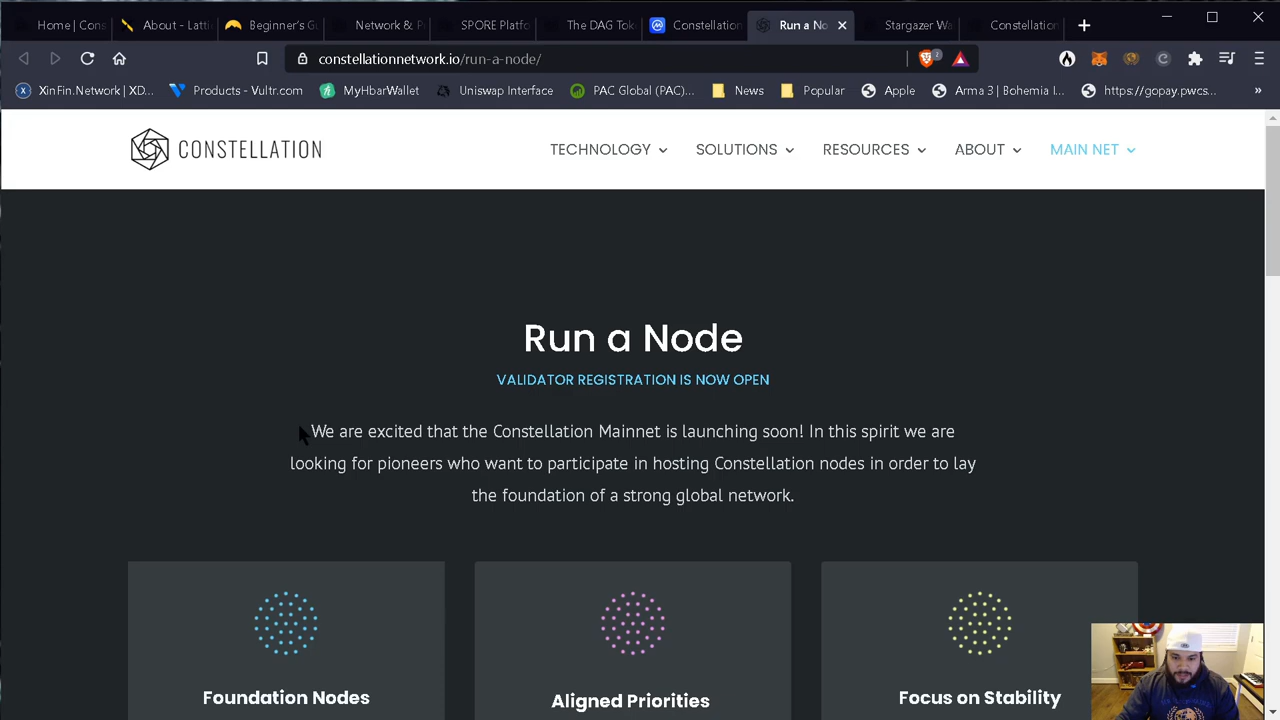 Home | Cons
About - Latti
Beginner's Gu
Network & P
SPORE Platfo
The DAG Tok
Constellation
Run a No
Stargazer Wa
Constellation
constellationnetwork.io/run-a-node/
2
XinFin.Network | XD...
Products - Vultr.com
MyHbarWallet
Uniswap Interface
PAC Global (PAC)...
News
Popular
Apple
Arma 3 | Bohemia I...
https://gopay.pwcs...
CONSTELLATION
TECHNOLOGY
SOLUTIONS
RESOURCES
ABOUT
MAIN NET
Run a Node
VALIDATOR REGISTRATION IS NOW OPEN
We are excited that the Constellation Mainnet is launching soon! In this spirit we are
looking for pioneers who want to participate in hosting Constellation nodes in order to lay
the foundation of a strong global network.
Foundation Nodes
Aligned Priorities
Focus on Stability